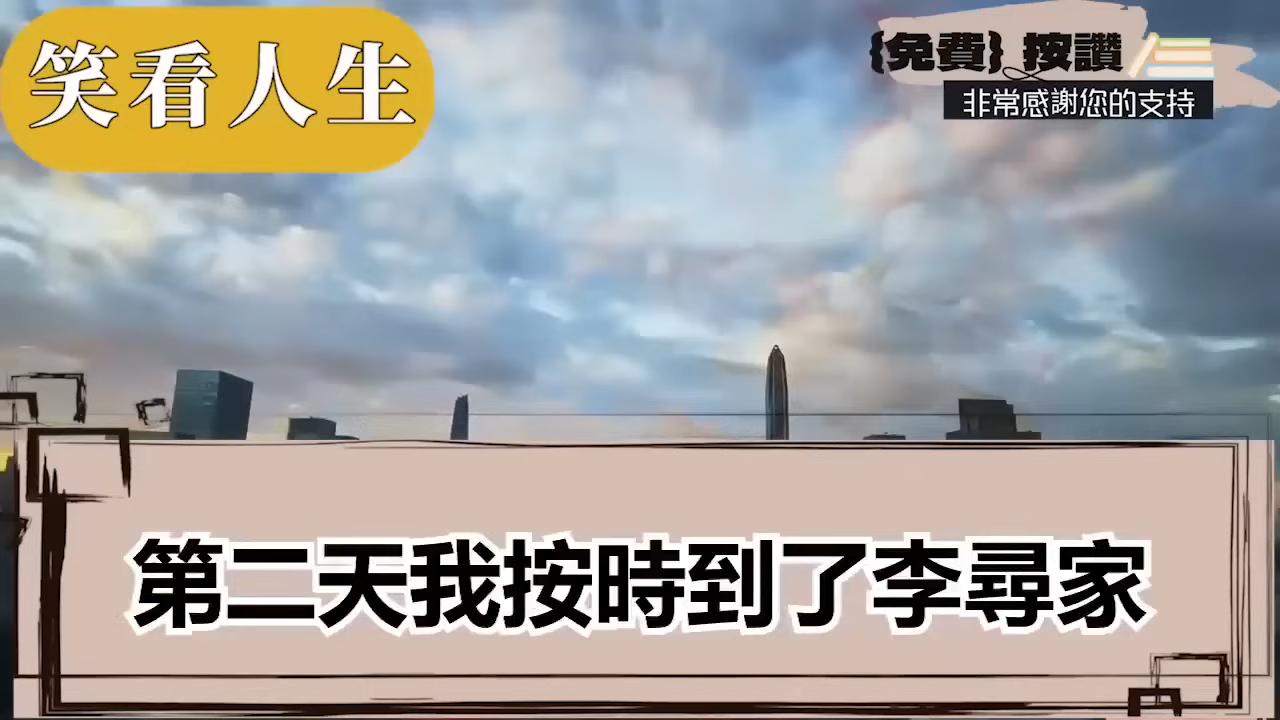 笑看人生
{免費} 按讚
非常感謝您的支持
第二天我按時到了李尋家